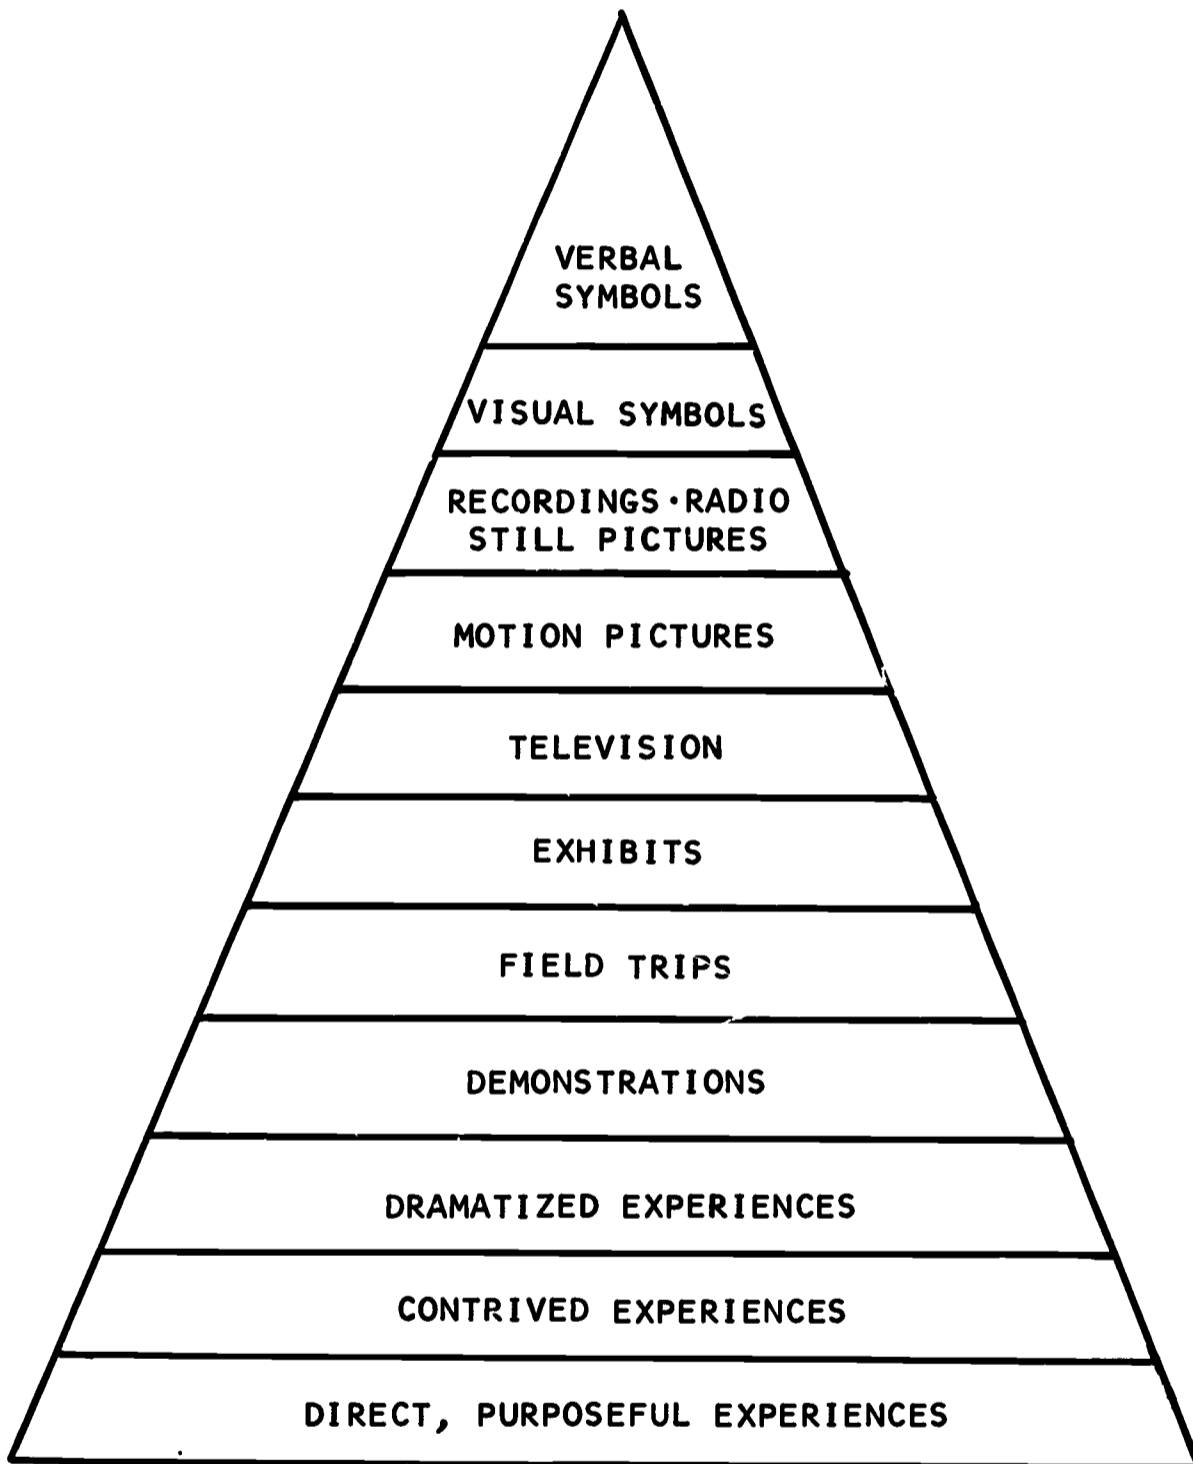 VERBAL
SYMBOLS
VISUAL SYMBOLS
RECORDINGS · RADIO
STILL PICTURES
MOTION PICTURES
TELEVISION
EXHIBITS
FIELD TRIPS
DEMONSTRATIONS
DRAMATIZED EXPERIENCES
CONTRIVED EXPERIENCES
DIRECT, PURPOSEFUL EXPERIENCES